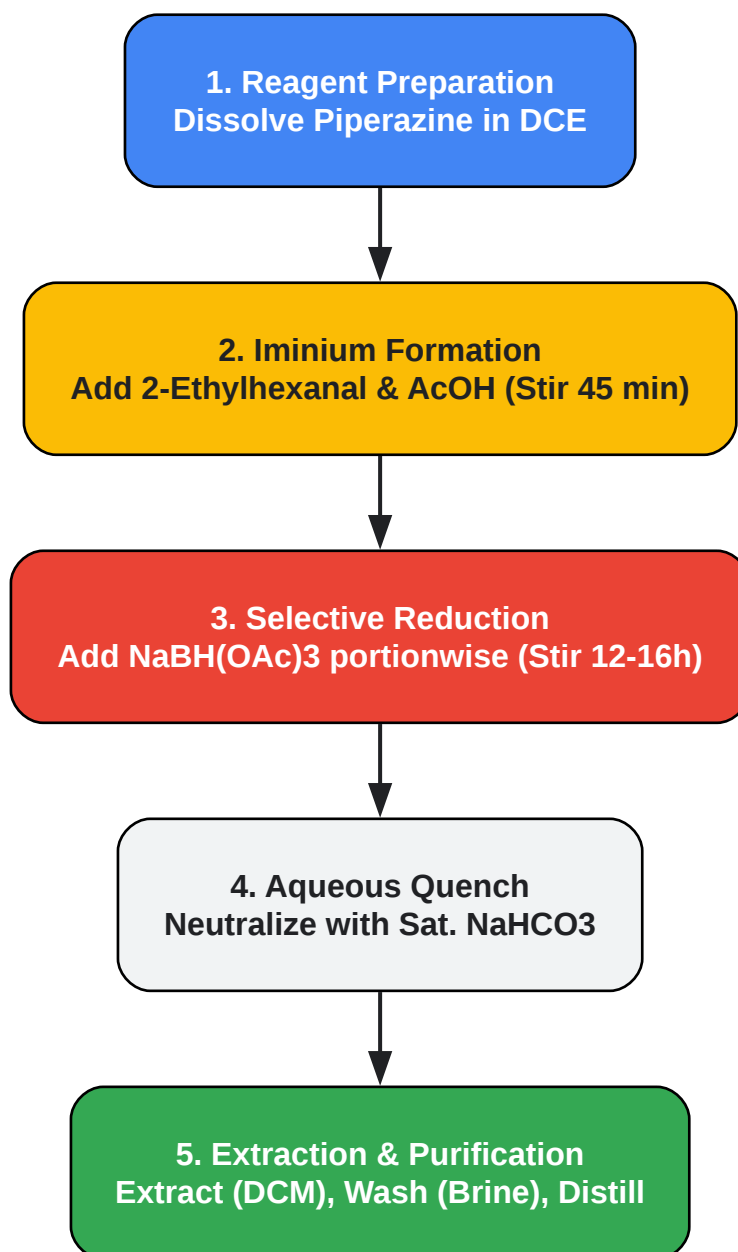 1. Reagent Preparation
Dissolve Piperazine in DCE
2. Iminium Formation
Add 2-Ethylhexanal & AcOH (Stir 45 min)
3. Selective Reduction
Add NaBH(OAc)3 portionwise (Stir 12-16h)
4. Aqueous Quench
Neutralize with Sat. NaHCO3
5. Extraction & Purification
Extract (DCM), Wash (Brine), Distill